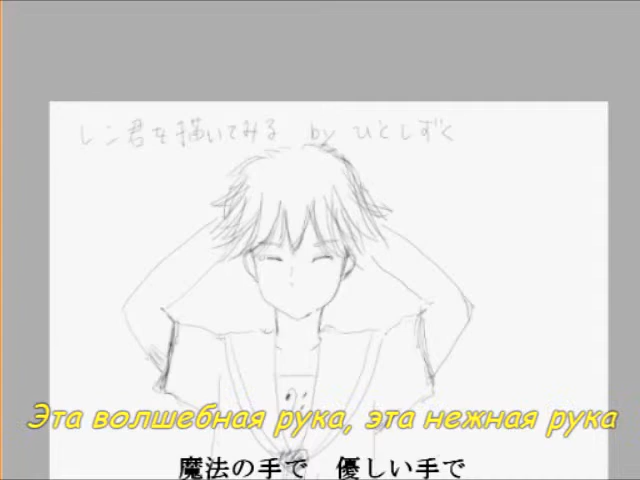 レン君を描いてみる by ひとしずく
Эта волшебная рука, эта нежная рука
魔法の手で 優しい手で